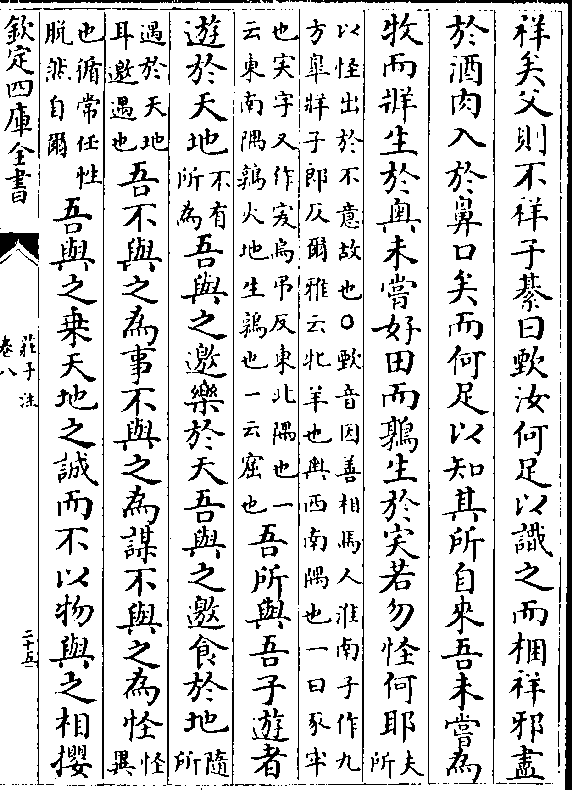 祥矣父則不祥子綦曰歅汝何足以識之而梱祥邪盡
於酒肉入於鼻口矣而何足以知其所自來吾未嘗為
牧而牂生於奥未嘗好田而鶉生於宎若勿怪何耶夫所
以怪出於不意故也○歅音因善相馬人淮南子作九
方臯牂子郎反爾雅云牝羊也奥西南隅也一曰豕牢
也宎字又作窔烏弔反東北隅也一
云東南隅鶉火地生鶉也一云窟也
吾所與吾子遊者
遊於天地不有所為吾與之邀樂於天吾與之邀食於地隨所
遇於天地
耳邀遇也
吾不與之為事不與之為謀不與之為怪怪異
也循常任性
脱然自爾
吾與之乗天地之誠而不以物與之相攖
欽定四庫全書
莊子注
卷八
二十五